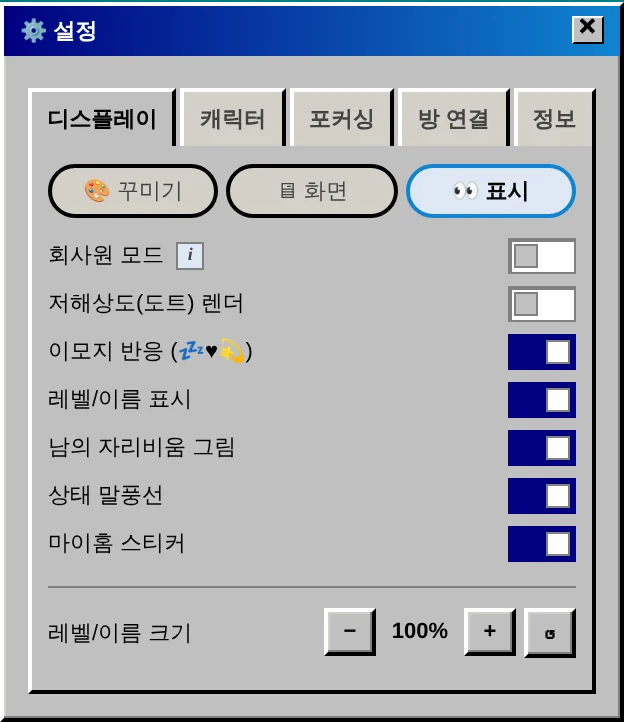 ⚙️ 설정
디스플레이 캐릭터 포커싱 방 연결 정보
🎨 꾸미기 🖥 화면 👀 표시
회사원 모드 i
저해상도(도트) 렌더
이모지 반응 (💤♥💫)
레벨/이름 표시
남의 자리비움 그림
상태 말풍선
마이홈 스티커
레벨/이름 크기 − 100% + ↺